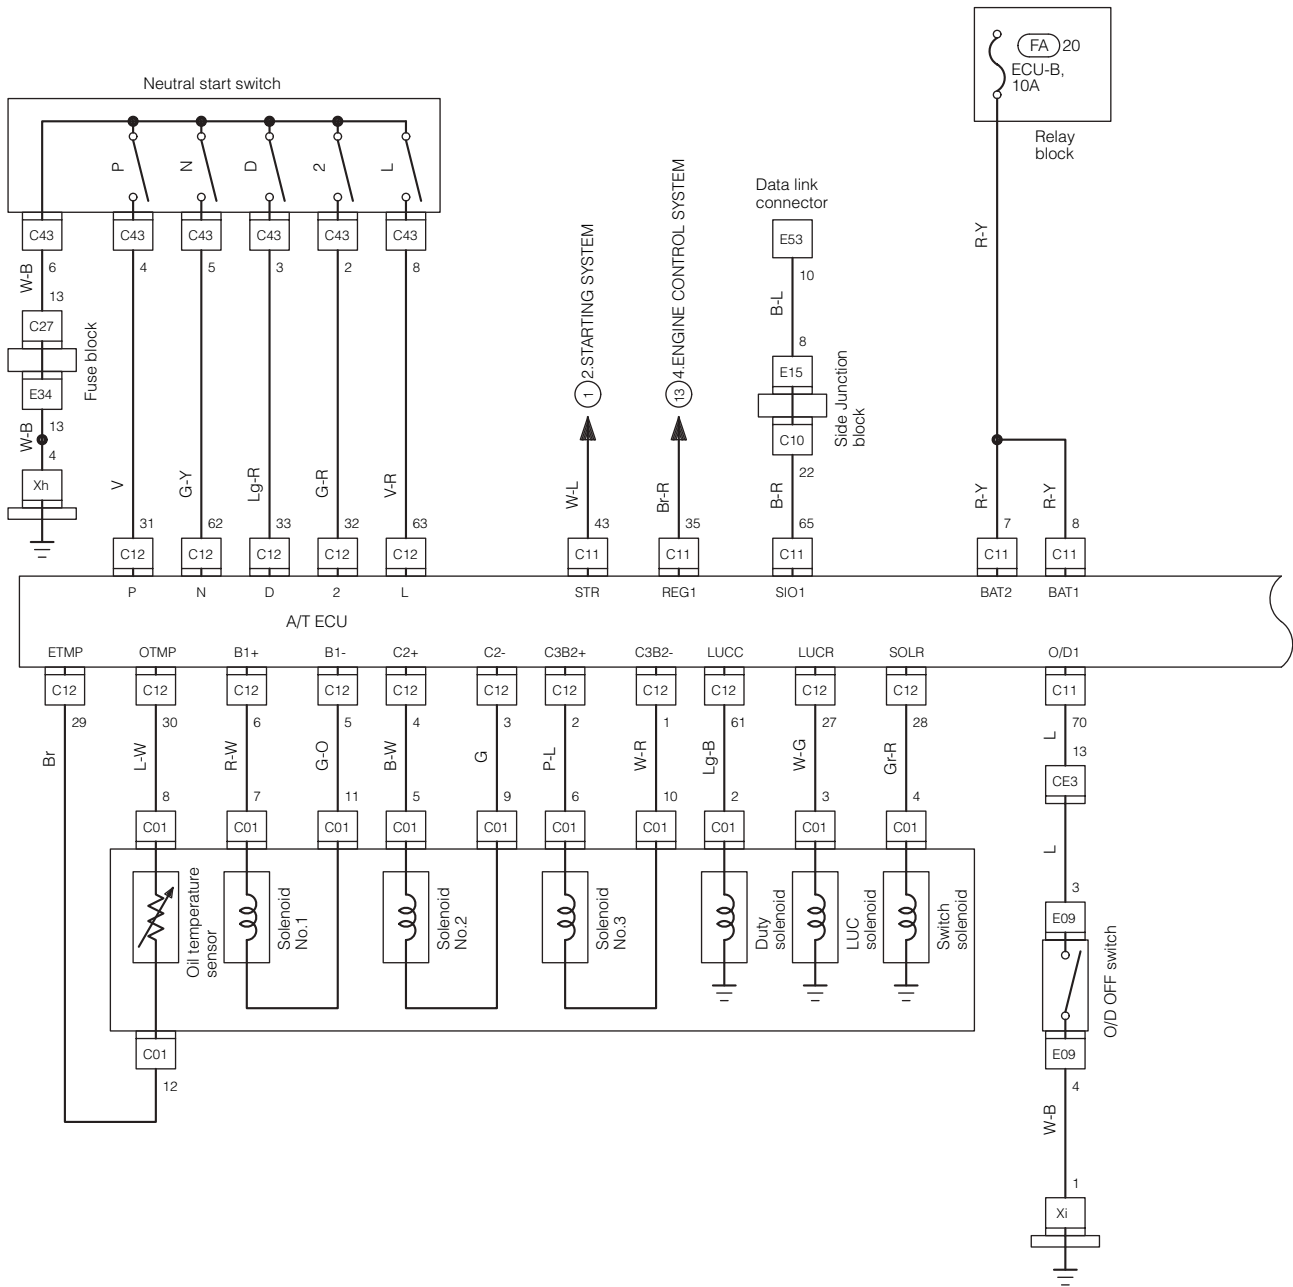 FA 20
ECU-B,
10A
Relay
block
Neutral start switch
P N D 2 L
C43 C43 C43 C43 C43 C43
6 4 5 3 2 8
W-B
13
C27
Fuse block
E34
13
W-B
4
Xh
Data link
connector
E53
10
B-L
8
E15
Side Junction
block
C10
22
B-R
1 2.STARTING SYSTEM
13 4.ENGINE CONTROL SYSTEM
R-Y
V G-Y Lg-R G-R V-R W-L Br-R R-Y R-Y
31 62 33 32 63 43 35 65 7 8
C12 C12 C12 C12 C12 C11 C11 C11 C11 C11
P N D 2 L STR REG1 SIO1 BAT2 BAT1
A/T ECU
ETMP OTMP B1+ B1- C2+ C2- C3B2+ C3B2- LUCC LUCR SOLR O/D1
C12 C12 C12 C12 C12 C12 C12 C12 C12 C12 C12 C11
29 30 6 5 4 3 2 1 61 27 28 70
Br L-W R-W G-O B-W G P-L W-R Lg-B W-G Gr-R L
13
CE3
8 7 11 5 9 6 10 2 3 4
C01 C01 C01 C01 C01 C01 C01 C01 C01 C01
L
Oil temperature
sensor
Solenoid
No.1
Solenoid
No.2
Solenoid
No.3
Duty
solenoid
LUC
solenoid
Switch
solenoid
3
E09
O/D OFF switch
E09
4
C01
12
W-B
1
Xi